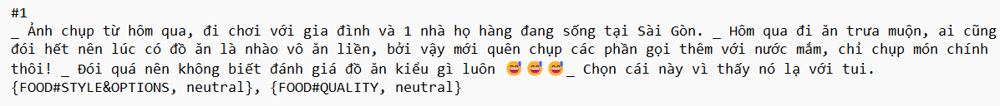 #1
_ Ảnh chụp từ hôm qua, đi chơi với gia đình và 1 nhà họ hàng đang sống tại Sài Gòn. _ Hôm qua đi ăn trưa muộn, ai cũng
đói hết nên lúc có đồ ăn là nhào vô ăn liền, bởi vậy mới quên chụp các phần gọi thêm với nước mắm, chỉ chụp món chính
thôi! _ Đói quá nên không biết đánh giá đồ ăn kiểu gì luôn 😅😅😅_ Chọn cái này vì thấy nó lạ với tui.
{FOOD#STYLE&OPTIONS, neutral}, {FOOD#QUALITY, neutral}